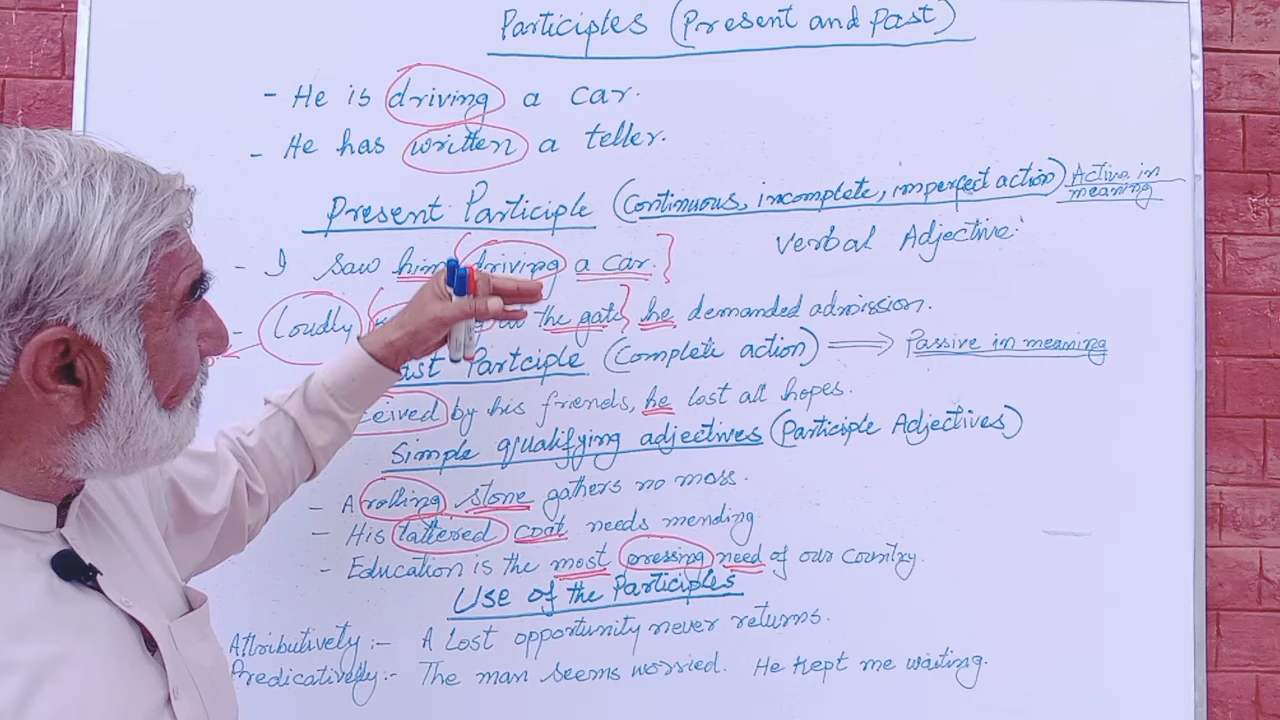 Participles (Present and Past)
- He is driving a car.
- He has written a teller.
Present Participle (Continuous, incomplete, imperfect action) Active in meaning
Verbal Adjective.
- I saw him driving a car.
- Loudly at the gate, he demanded admission.
Partciple (Complete action) ⟹ Passive in meaning
by his friends, he lost all hopes.
Simple qualifying adjectives (Participle Adjectives)
- A rolling stone gathers no moss.
- His tattered coat needs mending
- Education is the most pressing need of our country.
Use of the Participles
Attributively:- A Lost opportunity never returns.
Predicatively:- The man seems worried. He kept me waiting.